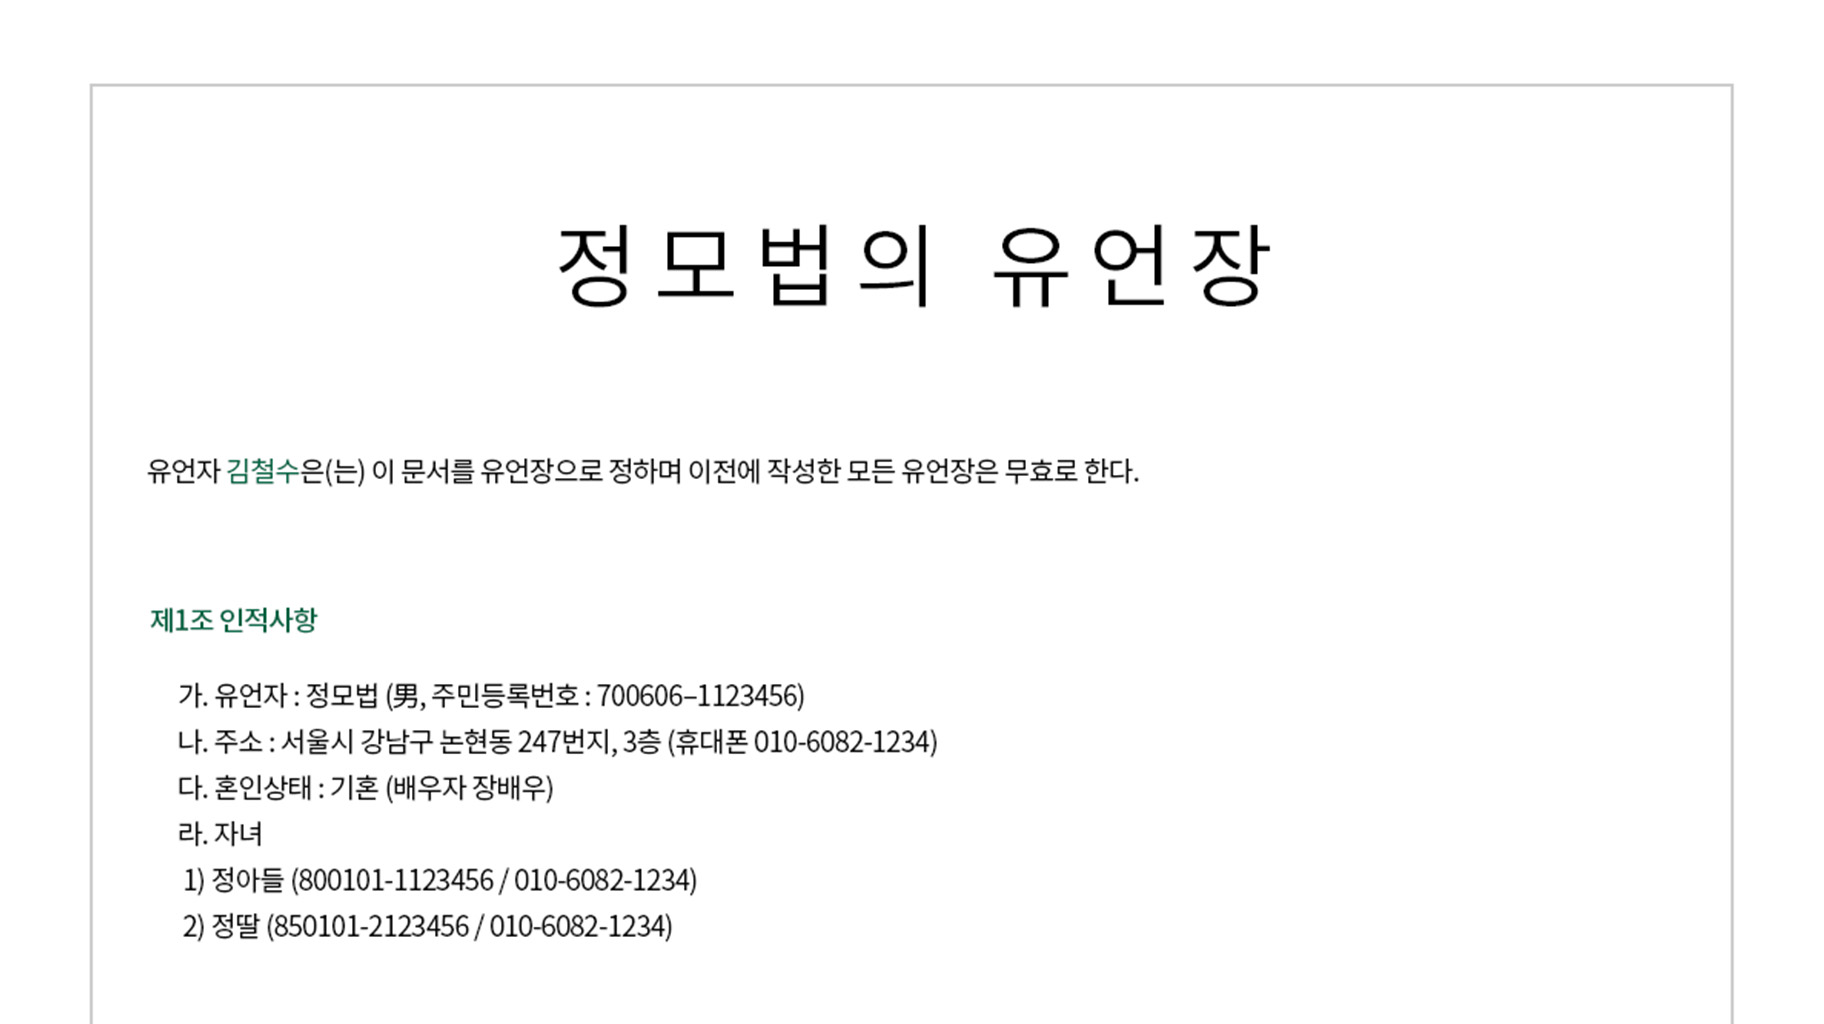 정모법의 유언장
유언자 김철수은(는) 이 문서를 유언장으로 정하며 이전에 작성한 모든 유언장은 무효로 한다.
제1조 인적사항
가. 유언자 : 정모법 (男, 주민등록번호 : 700606–1123456)
나. 주소 : 서울시 강남구 논현동 247번지, 3층 (휴대폰 010-6082-1234)
다. 혼인상태 : 기혼 (배우자 장배우)
라. 자녀
1) 정아들 (800101-1123456 / 010-6082-1234)
2) 정딸 (850101-2123456 / 010-6082-1234)